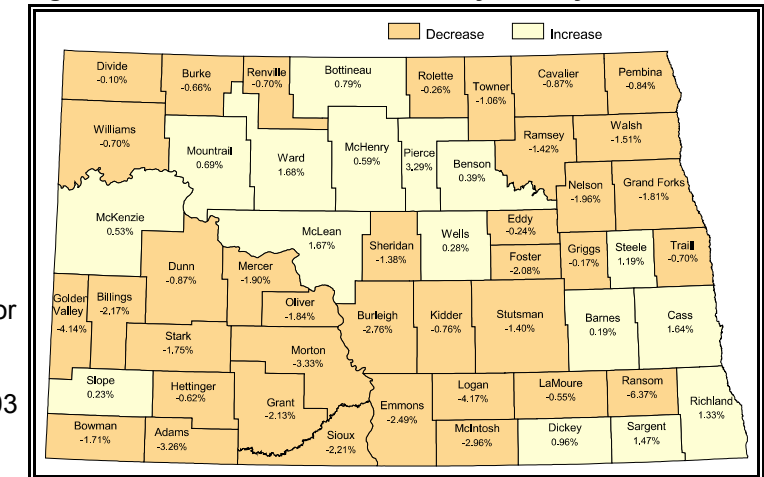 Decrease
Increase
Divide
-0.10%
Burke
-0.66%
Renville
-0.70%
Bottineau
0.79%
Rolette
-0.26%
Towner
-1.06%
Cavalier
-0.87%
Pembina
-0.84%
Williams
-0.70%
Mountrail
0.69%
Ward
1.68%
McHenry
0.59%
Pierce
3.29%
Benson
0.39%
Ramsey
-1.42%
Walsh
-1.51%
Nelson
-1.96%
Grand Forks
-1.81%
McKenzie
0.53%
McLean
1.67%
Sheridan
-1.38%
Wells
0.28%
Eddy
-0.24%
Foster
-2.08%
Griggs
-0.17%
Steele
1.19%
Traill
-0.70%
Dunn
-0.87%
Mercer
-1.90%
Oliver
-1.84%
Golden
Valley
-4.14%
Billings
-2.17%
Stark
-1.75%
Morton
-3.33%
Burleigh
-2.76%
Kidder
-0.76%
Stutsman
-1.40%
Barnes
0.19%
Cass
1.64%
or
Slope
0.23%
Hettinger
-0.62%
Grant
-2.13%
Emmons
-2.49%
Logan
-4.17%
LaMoure
-0.55%
Ransom
-6.37%
Richland
1.33%
03
Bowman
-1.71%
Adams
-3.26%
Sioux
-2.21%
McIntosh
-2.96%
Dickey
0.96%
Sargent
1.47%